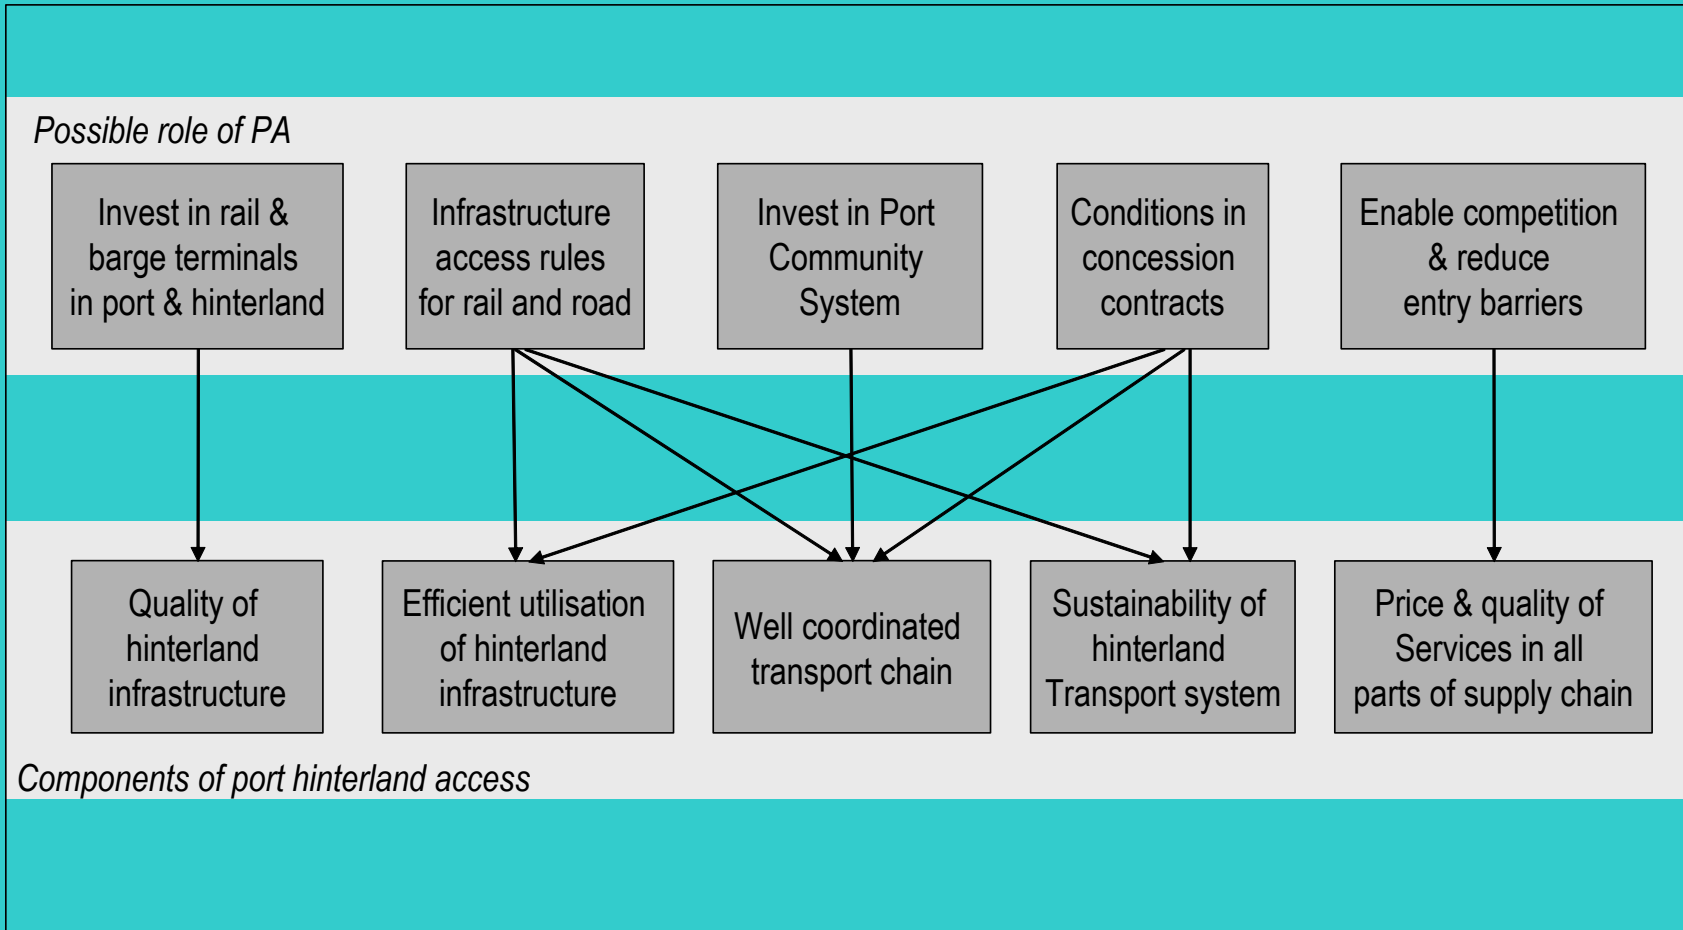 Possible role of PA
Invest in rail &
barge terminals
in port & hinterland
Infrastructure
access rules
for rail and road
Invest in Port
Community
System
Conditions in
concession
contracts
Enable competition
& reduce
entry barriers
Quality of
hinterland
infrastructure
Efficient utilisation
of hinterland
infrastructure
Well coordinated
transport chain
Sustainability of
hinterland
Transport system
Price & quality of
Services in all
parts of supply chain
Components of port hinterland access